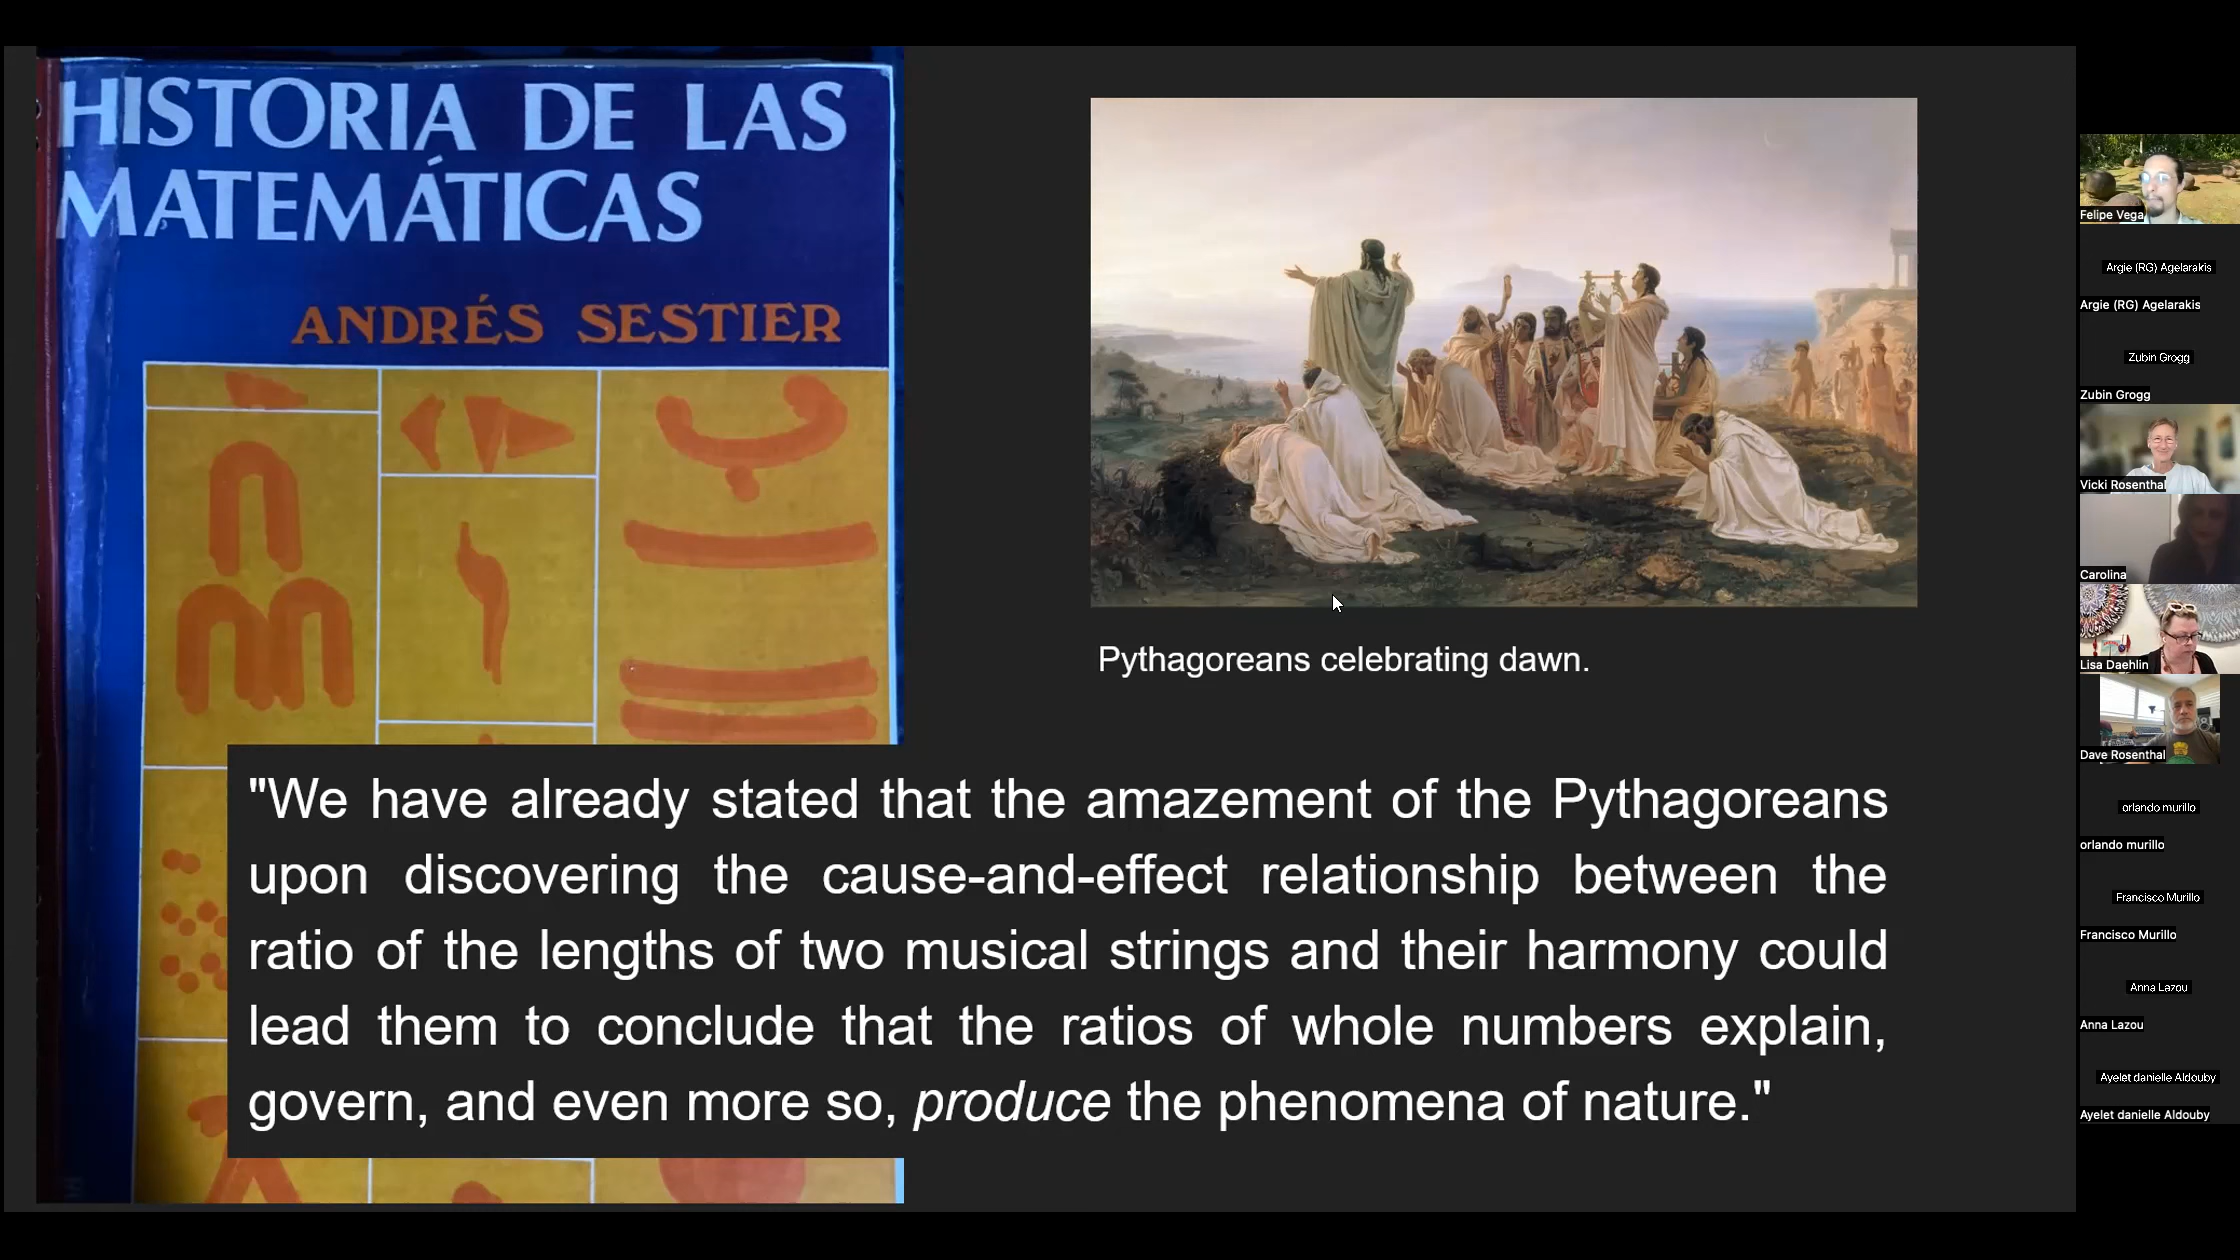 HISTORIA DE LAS
MATEMÁTICAS
ANDRÉS SESTIER
Pythagoreans celebrating dawn.
"We have already stated that the amazement of the Pythagoreans
upon discovering the cause-and-effect relationship between the
ratio of the lengths of two musical strings and their harmony could
lead them to conclude that the ratios of whole numbers explain,
govern, and even more so, produce the phenomena of nature."
Felipe Vega
Argie (RG) Agelarakis
Argie (RG) Agelarakis
Zubin Grogg
Zubin Grogg
Vicki Rosenthal
Carolina
Lisa Daehlin
Dave Rosenthal
orlando murillo
orlando murillo
Francisco Murillo
Francisco Murillo
Anna Lazou
Anna Lazou
Ayelet danielle Aldouby
Ayelet danielle Aldouby